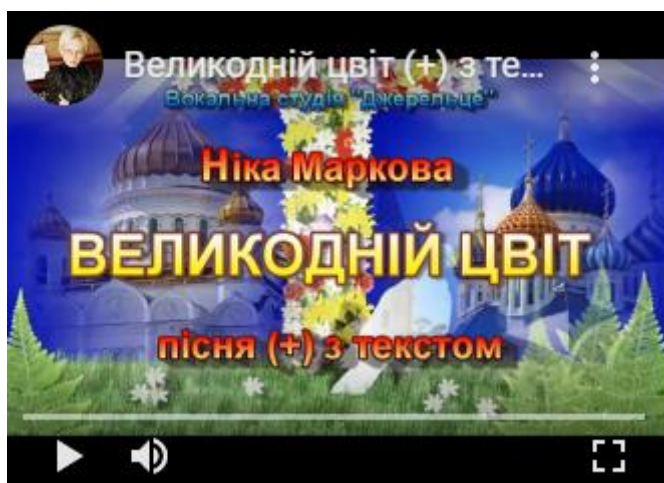 Великодній цвіт (+) з те...
Вокальна студія "Джерельце"
Ніка Маркова
ВЕЛИКОДНІЙ ЦВІТ
пісня (+) з текстом